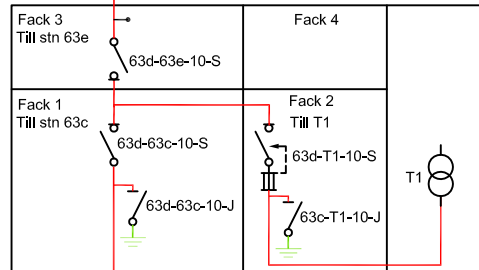 Fack 3
Till stn 63e
Fack 4
63d-63e-10-S
Fack 1
Till stn 63c
Fack 2
Till T1
63d-63c-10-S
63d-T1-10-S
T1
63d-63c-10-J
63c-T1-10-J